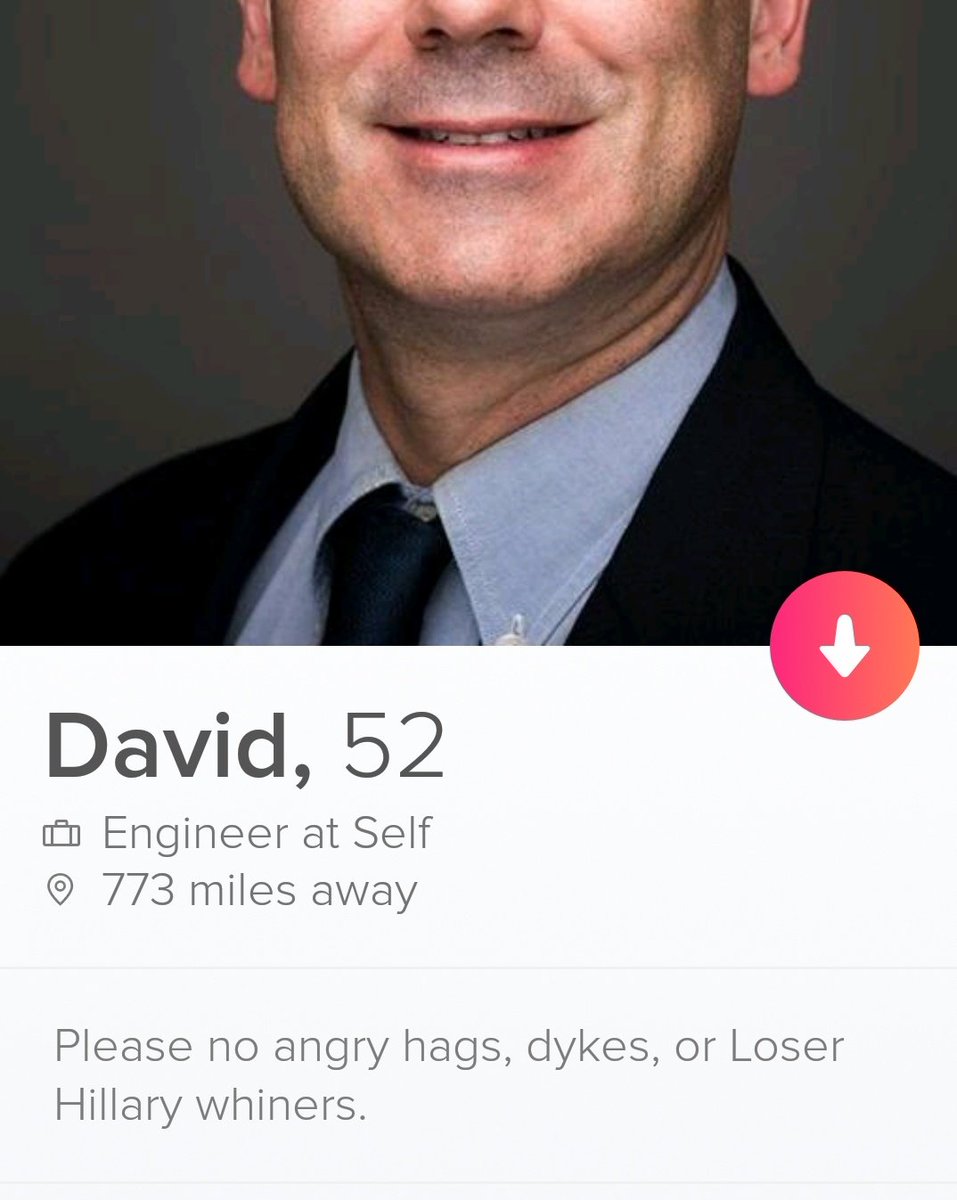 David, 52
Engineer at Self
773 miles away
Please no angry hags, dykes, or Loser
Hillary whiners.